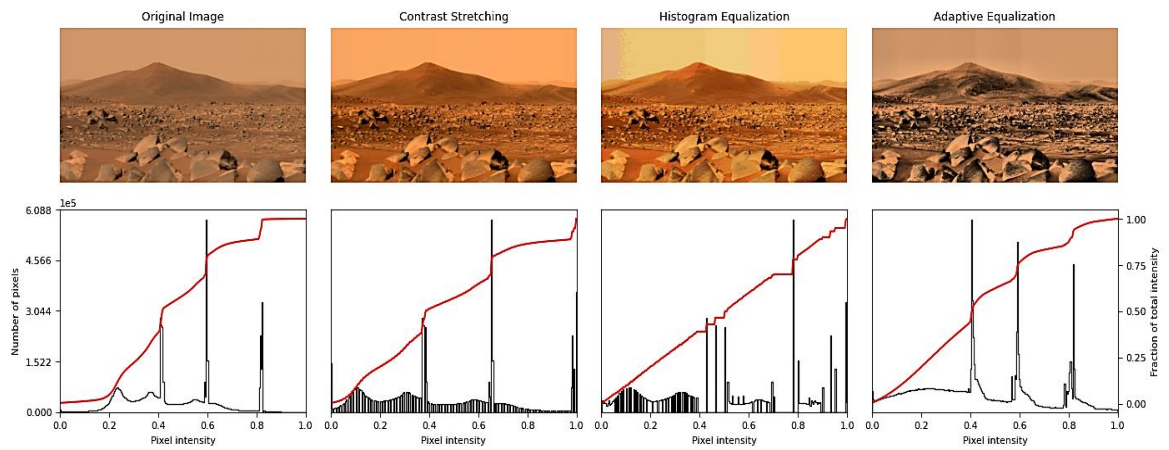 Original Image
Contrast Stretching
Histogram Equalization
Adaptive Equalization
1e5
6.088
4.566
3.044
1.522
0.000
Number of pixels
0.0 0.2 0.4 0.6 0.8 1.0
Pixel intensity
0.0 0.2 0.4 0.6 0.8 1.0
Pixel intensity
0.0 0.2 0.4 0.6 0.8 1.0
Pixel intensity
0.0 0.2 0.4 0.6 0.8 1.0
Pixel intensity
1.00
0.75
0.50
0.25
0.00
Fraction of total intensity